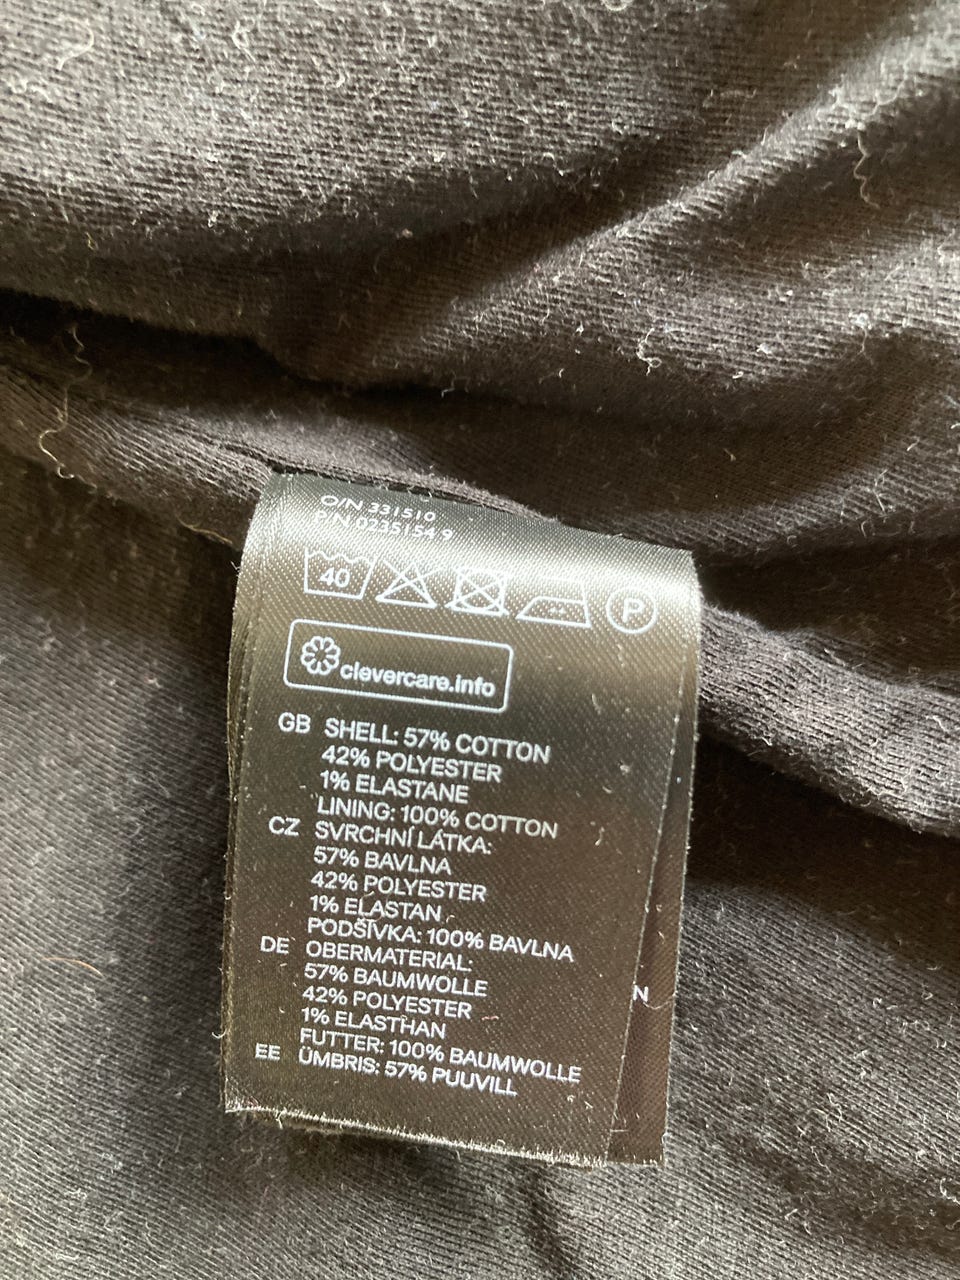 O/N 331510
P/N 0235154 9
40
P
clevercare.info
GB SHELL: 57% COTTON
42% POLYESTER
1% ELASTANE
LINING: 100% COTTON
CZ SVRCHNÍ LÁTKA:
57% BAVLNA
42% POLYESTER
1% ELASTAN
PODŠÍVKA: 100% BAVLNA
DE OBERMATERIAL:
57% BAUMWOLLE
42% POLYESTER
1% ELASTHAN
FUTTER: 100% BAUMWOLLE
EE ÜMBRIS: 57% PUUVILL
N